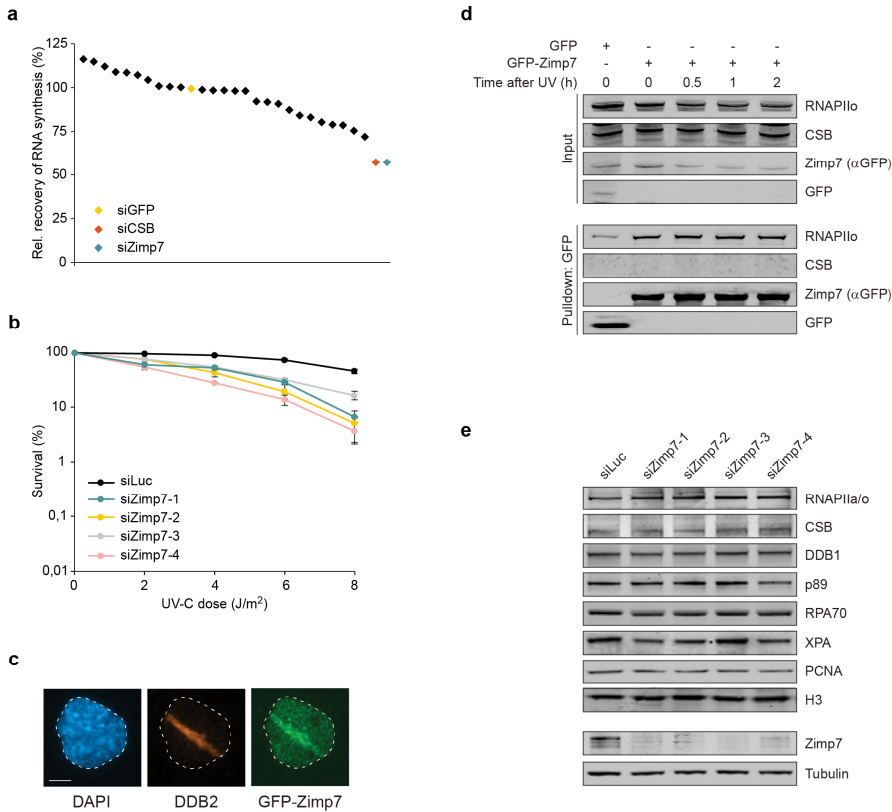 a
Rel. recovery of RNA synthesis (%)
125
100
75
50
25
0
siGFP
siCSB
siZimp7
b
Survival (%)
100
10
1
0,1
0,01
siLuc
siZimp7-1
siZimp7-2
siZimp7-3
siZimp7-4
0 2 4 6 8
UV-C dose (J/m²)
c
DAPI DDB2 GFP-Zimp7
d
GFP + - - - -
GFP-Zimp7 - + + + +
Time after UV (h) 0 0 0.5 1 2
Input
RNAPIIo
CSB
Zimp7 (αGFP)
GFP
Pulldown: GFP
RNAPIIo
CSB
Zimp7 (αGFP)
GFP
e
siLuc siZimp7-1 siZimp7-2 siZimp7-3 siZimp7-4
RNAPIIa/o
CSB
DDB1
p89
RPA70
XPA
PCNA
H3
Zimp7
Tubulin